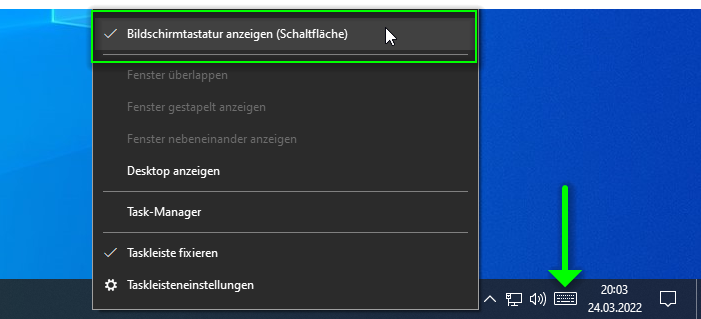 Bildschirmtastatur anzeigen (Schaltfläche)
Fenster überlappen
Fenster gestapelt anzeigen
Fenster nebeneinander anzeigen
Desktop anzeigen
Task-Manager
Taskleiste fixieren
Taskleisteneinstellungen
20:03
24.03.2022